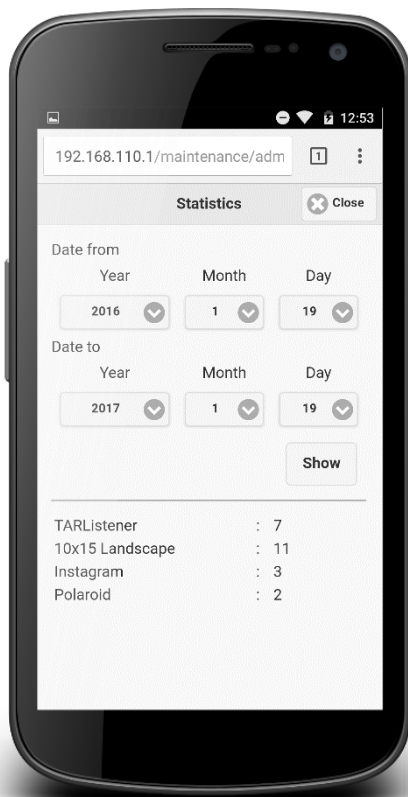 12:53
192.168.110.1/maintenance/adm
1
Statistics
Close
Date from
Year Month Day
2016 1 19
Date to
Year Month Day
2017 1 19
Show
TARListener : 7
10x15 Landscape : 11
Instagram : 3
Polaroid : 2